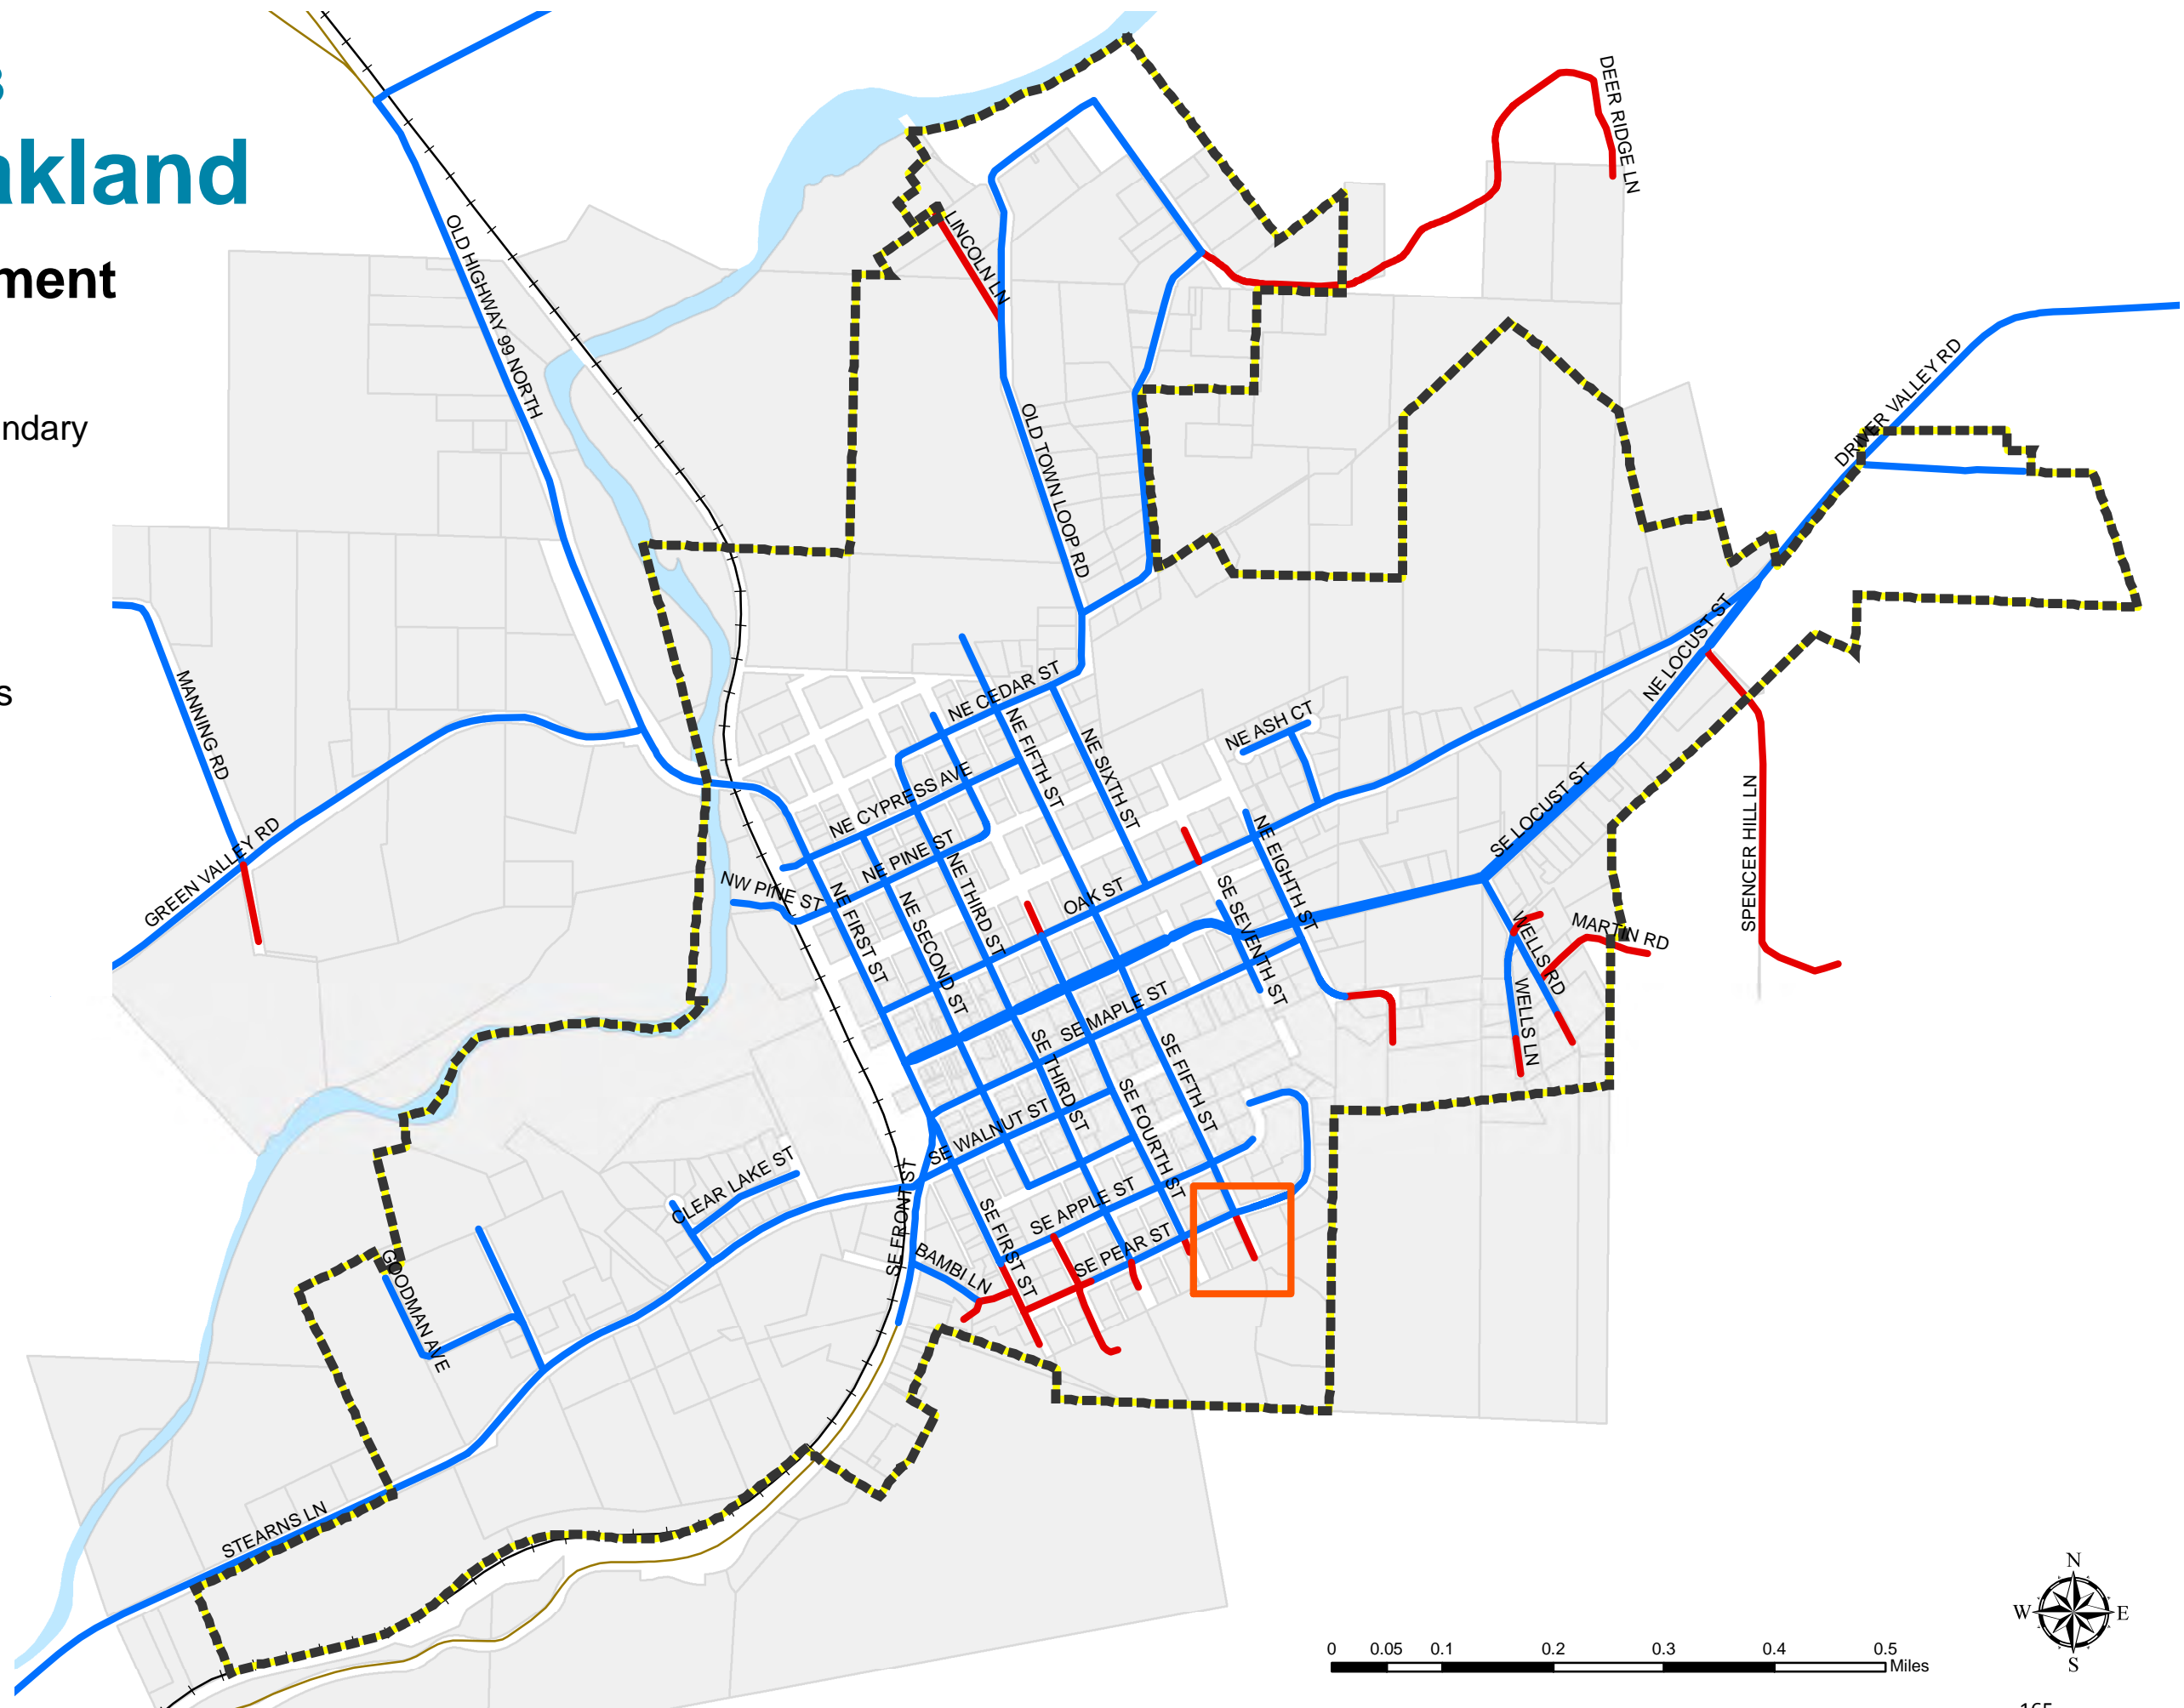 akland
ment
ndary
s
DEER RIDGE LN
LINCOLN LN
OLD HIGHWAY 99 NORTH
DRIVER VALLEY RD
OLD TOWN LOOP RD
NE LOCUST ST
MANNING RD
NE CEDAR ST
NE FIFTH ST
NE SIXTH ST
NE ASH CT
NE CYPRESS AVE
SE LOCUST ST
SPENCER HILL LN
GREEN VALLEY RD
NE PINE ST
NW PINE ST
NE FIRST ST
NE SECOND ST
NE THIRD ST
OAK ST
SE SEVENTH ST
NE EIGHTH ST
WELLS RD
MARTIN RD
WELLS LN
SE MAPLE ST
SE THIRD ST
SE FIFTH ST
SE FOURTH ST
SE WALNUT ST
CLEAR LAKE ST
SE FRONT ST
SE FIRST ST
SE APPLE ST
SE PEAR ST
BAMBI LN
GOODMAN AVE
STEARNS LN
N
W E
S
0 0.05 0.1 0.2 0.3 0.4 0.5
Miles
165